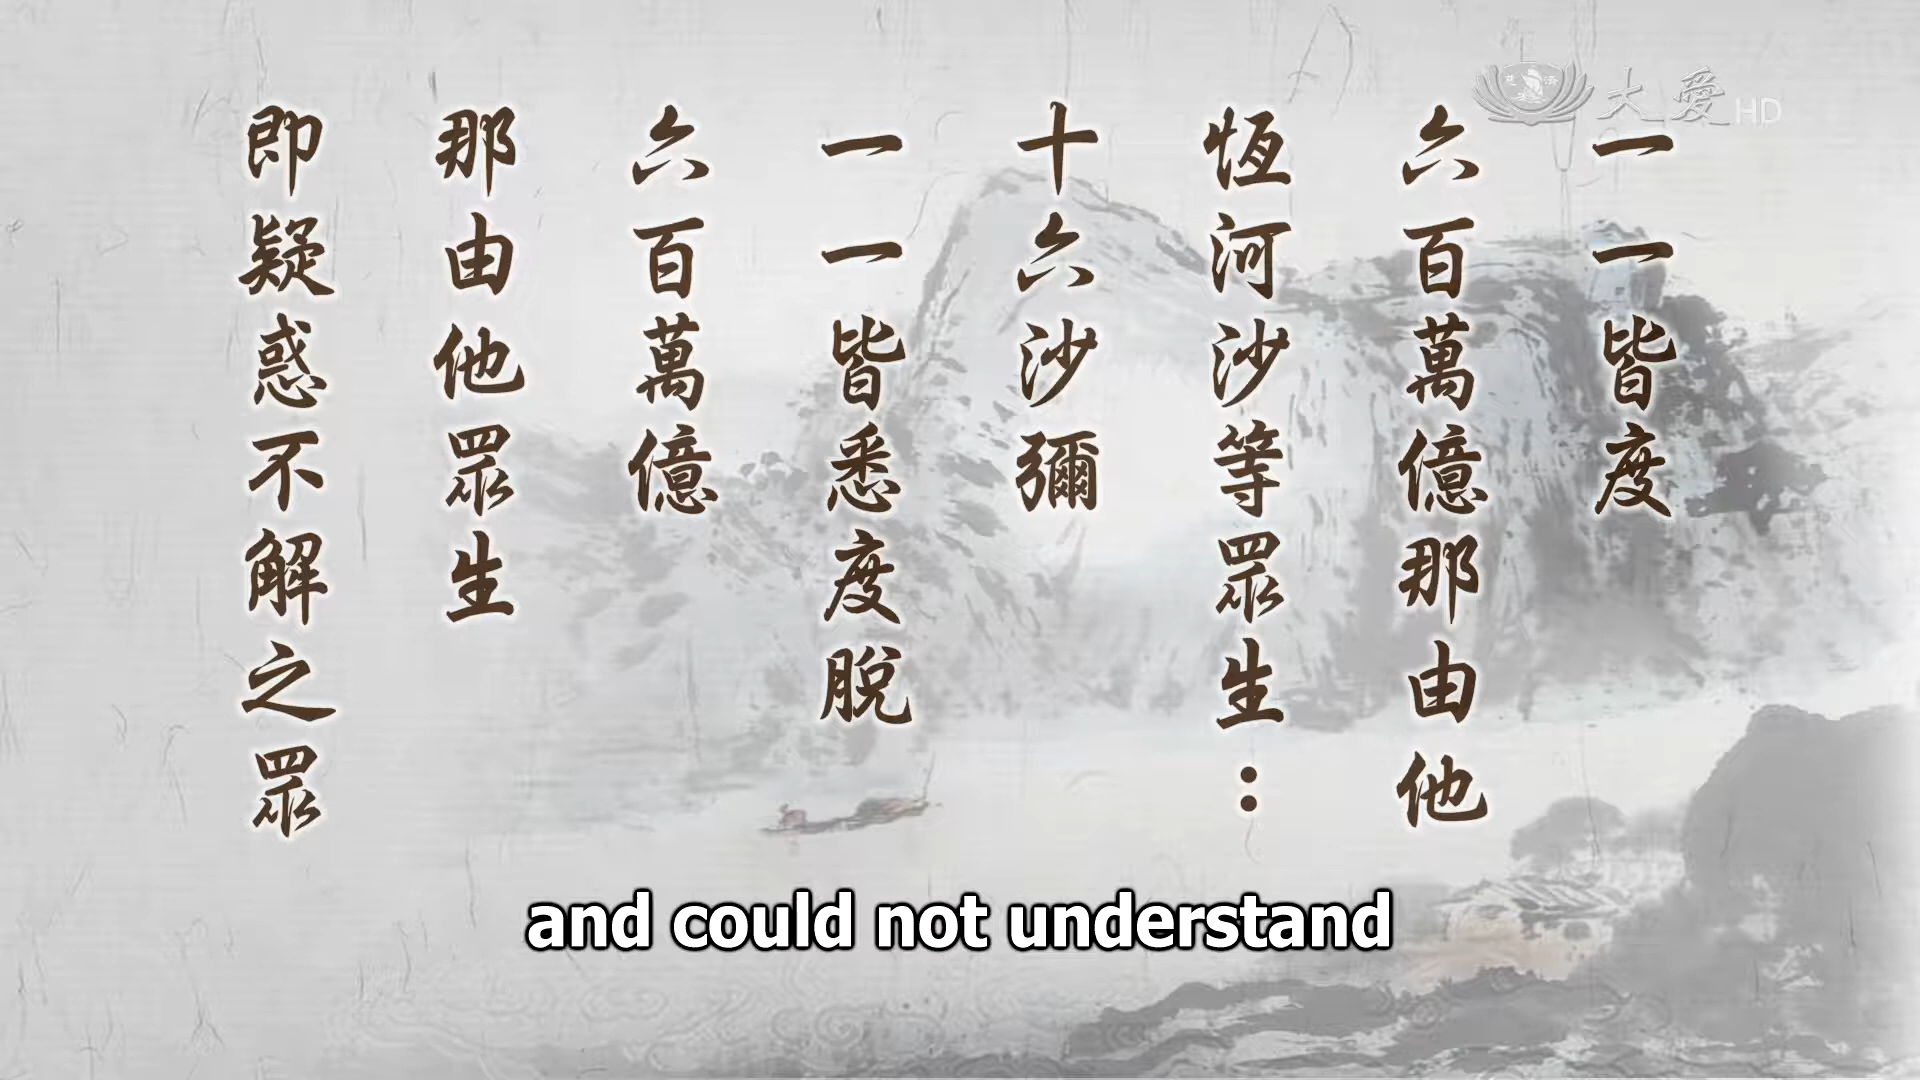 一一皆度
六百萬億那由他
恆河沙等眾生：
十六沙彌
一一皆悉度脫
六百萬億
那由他眾生
即疑惑不解之眾
大愛HD
and could not understand